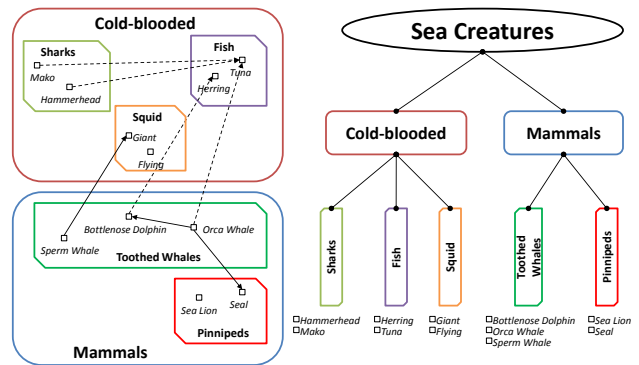 Cold-blooded
Sharks
Mako
Hammerhead
Fish
Tuna
Herring
Squid
Giant
Flying
Bottlenose Dolphin
Orca Whale
Sperm Whale
Toothed Whales
Sea Lion
Seal
Pinnipeds
Mammals
Sea Creatures
Cold-blooded
Mammals
Sharks
Fish
Squid
Toothed
Whales
Pinnipeds
Hammerhead
Mako
Herring
Tuna
Giant
Flying
Bottlenose Dolphin
Orca Whale
Sperm Whale
Sea Lion
Seal